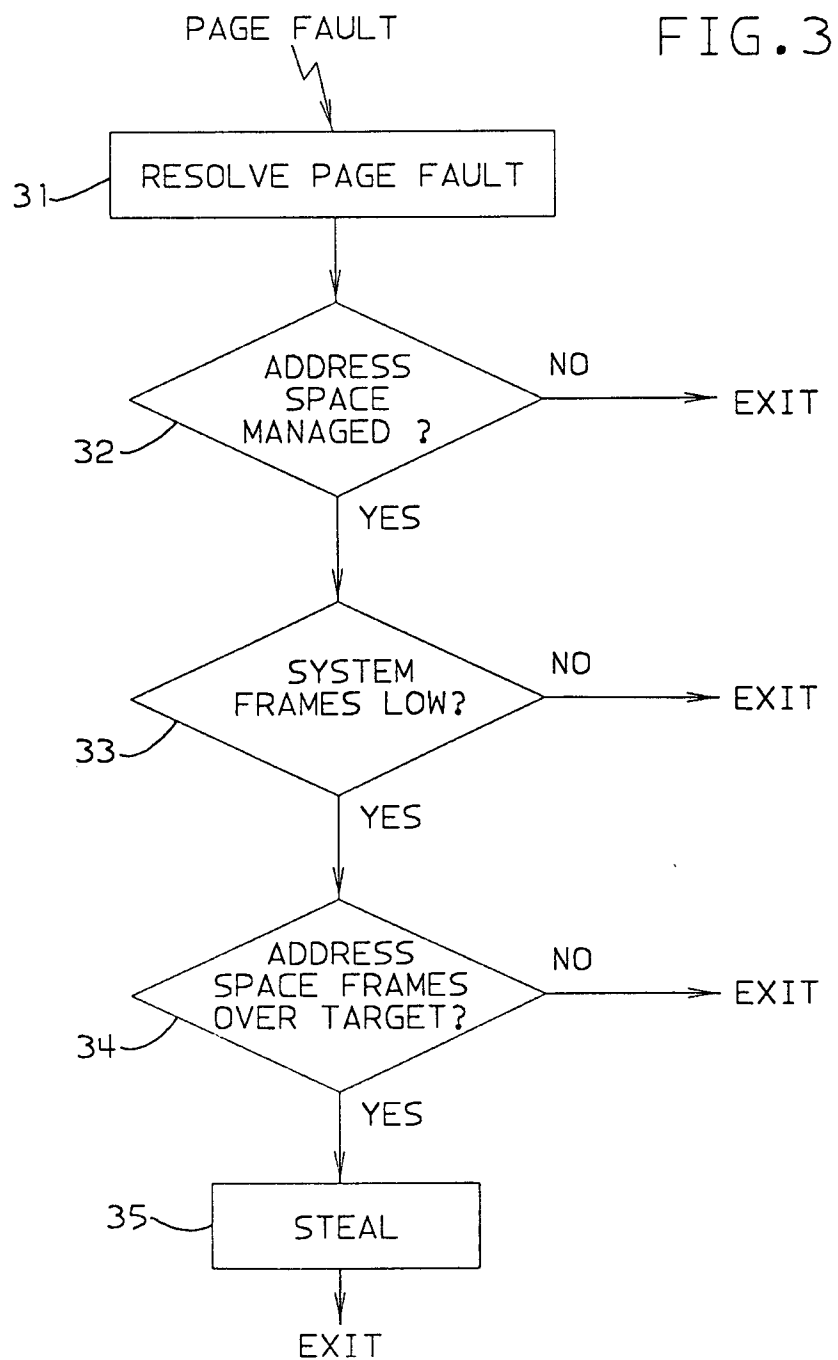 PAGE FAULT
FIG.3
RESOLVE PAGE FAULT
31
ADDRESS
SPACE
MANAGED ?
NO
EXIT
32
YES
SYSTEM
FRAMES LOW?
NO
EXIT
33
YES
ADDRESS
SPACE FRAMES
OVER TARGET?
NO
EXIT
34
YES
35
STEAL
EXIT